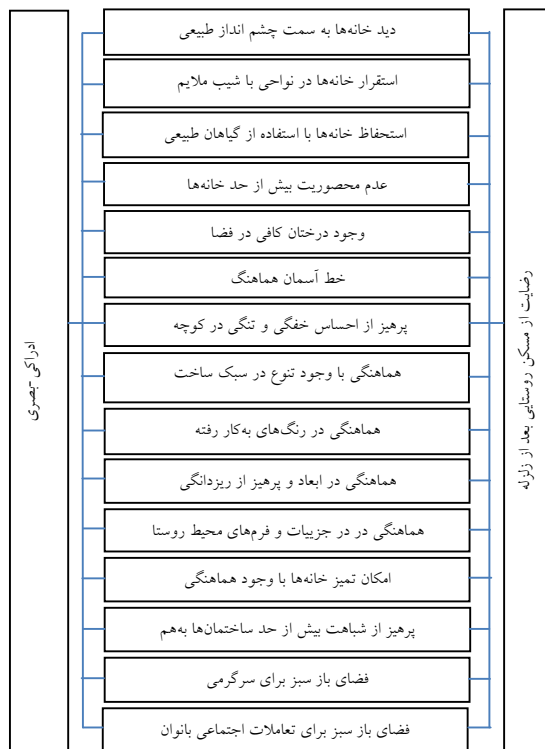 رضایت از مسکن روستایی بعد از زلزله
دید خانه‌ها به سمت چشم انداز طبیعی
استقرار خانه‌ها در نواحی با شیب ملایم
استحفاظ خانه‌ها با استفاده از گیاهان طبیعی
عدم محصوریت بیش از حد خانه‌ها
وجود درختان کافی در فضا
خط آسمان هماهنگ
پرهیز از احساس خفگی و تنگی در کوچه
هماهنگی با وجود تنوع در سبک ساخت
هماهنگی در رنگ‌های به‌کار رفته
هماهنگی در ابعاد و پرهیز از ریزدانگی
هماهنگی در در جزییات و فرم‌های محیط روستا
امکان تمیز خانه‌ها با وجود هماهنگی
پرهیز از شباهت بیش از حد ساختمان‌ها به‌هم
فضای باز سبز برای سرگرمی
فضای باز سبز برای تعاملات اجتماعی بانوان
ادراکی-بصری